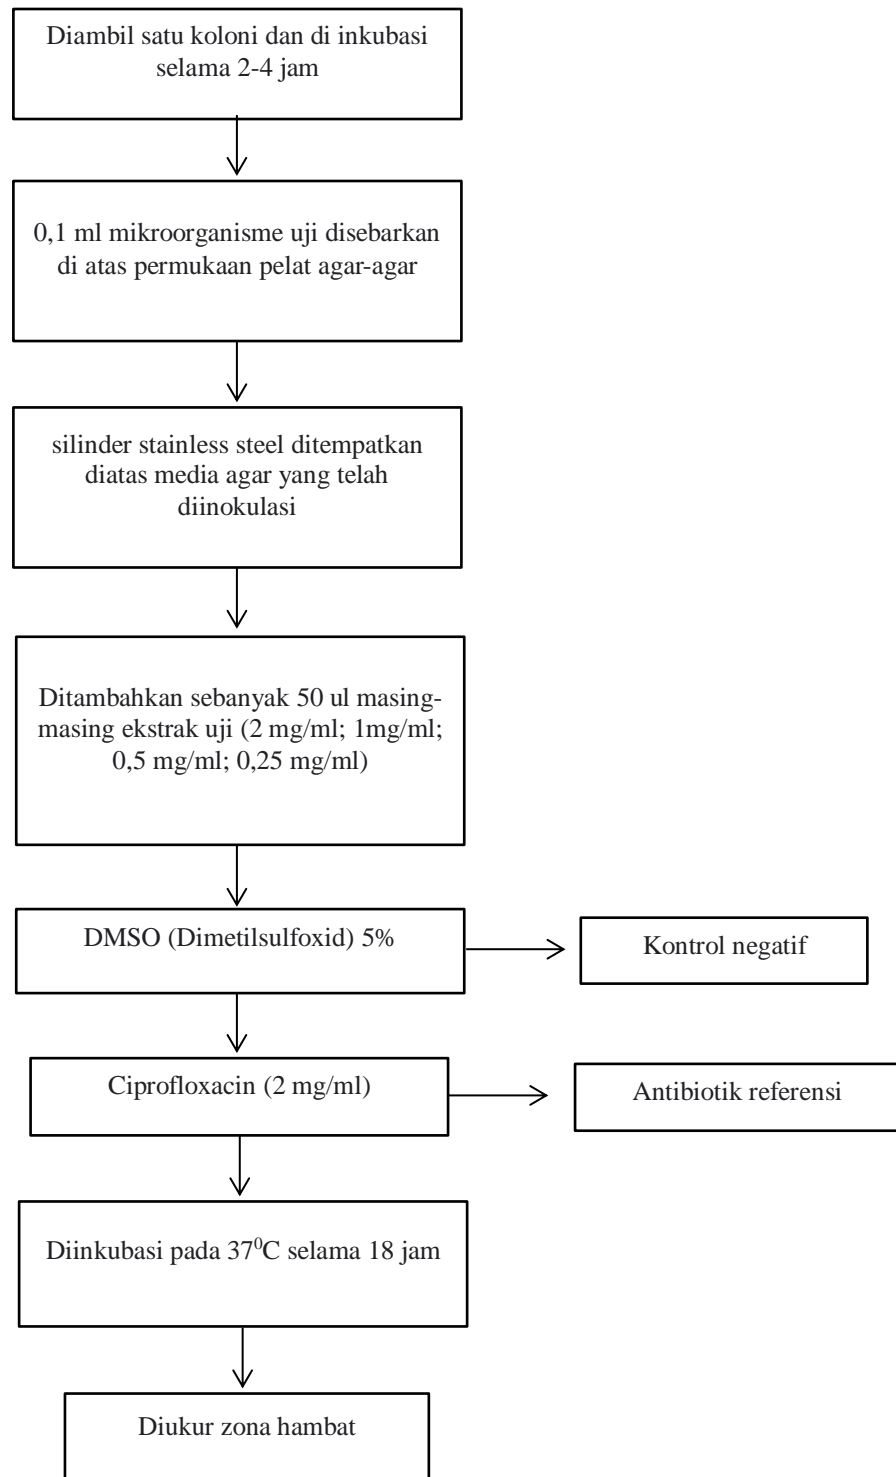 Diambil satu koloni dan di inkubasi
selama 2-4 jam
0,1 ml mikroorganisme uji disebarkan
di atas permukaan pelat agar-agar
silinder stainless steel ditempatkan
diatas media agar yang telah
diinokulasi
Ditambahkan sebanyak 50 ul masing-
masing ekstrak uji (2 mg/ml; 1mg/ml;
0,5 mg/ml; 0,25 mg/ml)
DMSO (Dimetilsulfoxid) 5%
Kontrol negatif
Ciprofloxacin (2 mg/ml)
Antibiotik referensi
Diinkubasi pada 37⁰C selama 18 jam
Diukur zona hambat